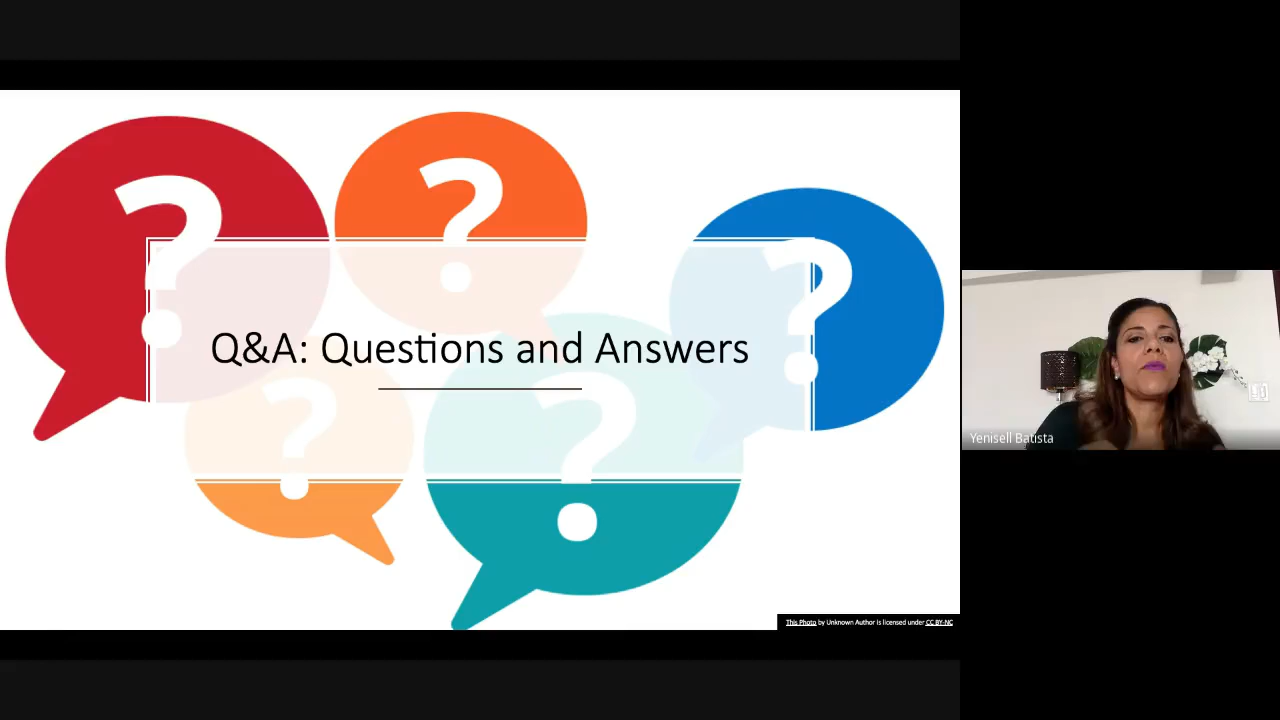 Q&A: Questions and Answers
Yenisell Batista
This Photo by Unknown Author is licensed under CC BY-NC